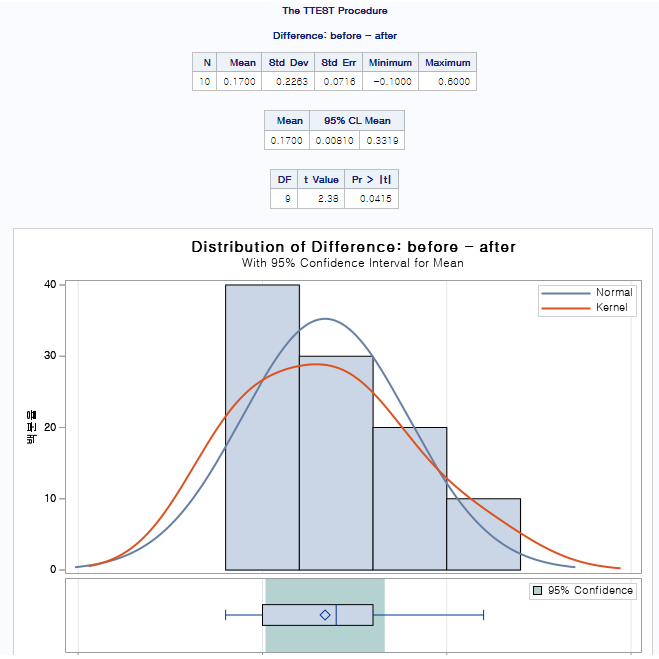 The TTEST Procedure
Difference: before - after
N Mean Std Dev Std Err Minimum Maximum
10 0.1700 0.2263 0.0716 -0.1000 0.6000
Mean 95% CL Mean
0.1700 0.00810 0.3319
DF t Value Pr > |t|
9 2.38 0.0415
Distribution of Difference: before - after
With 95% Confidence Interval for Mean
Normal
Kernel
40
30
20
10
0
백분율
95% Confidence